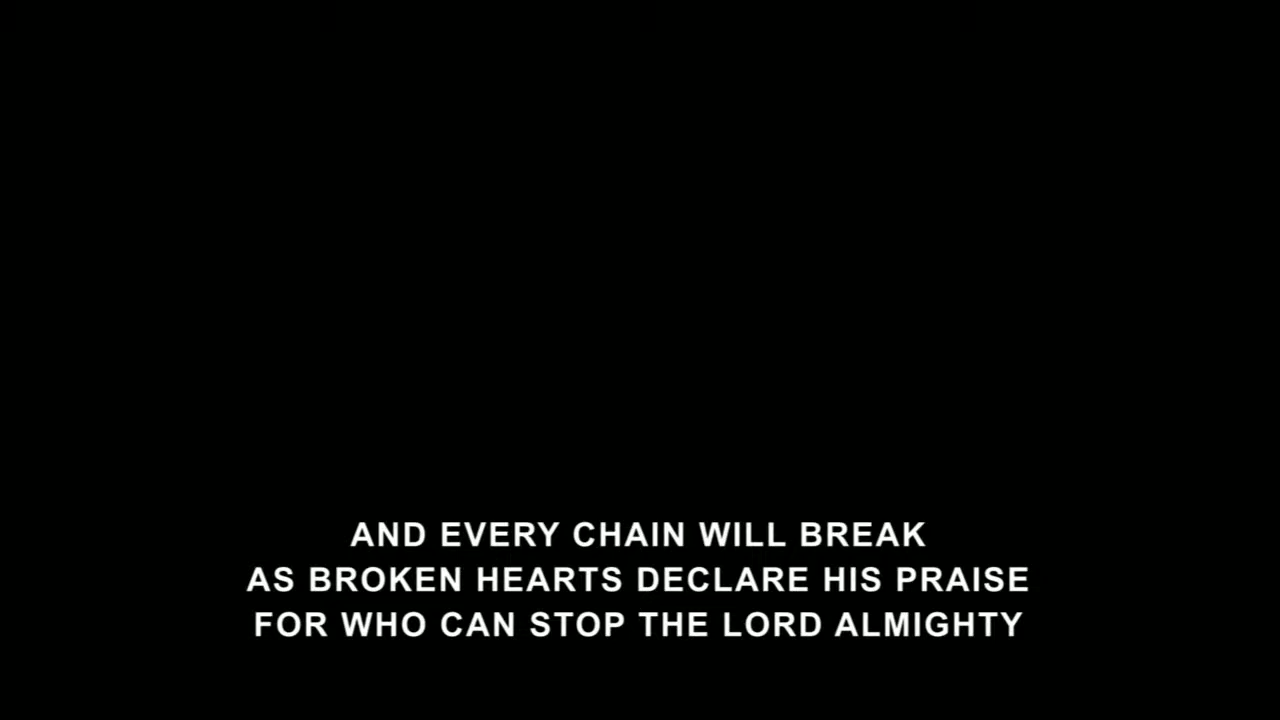 AND EVERY CHAIN WILL BREAK
AS BROKEN HEARTS DECLARE HIS PRAISE
FOR WHO CAN STOP THE LORD ALMIGHTY